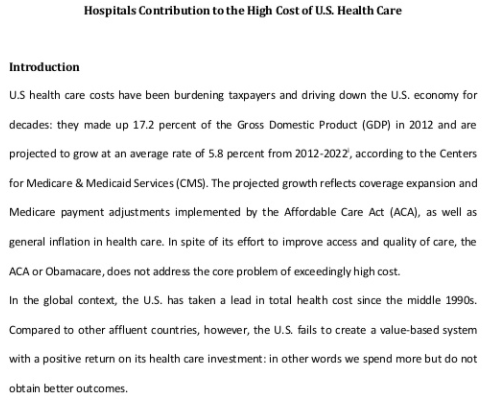 Hospitals Contribution to the High Cost of U.S. Health Care
Introduction
U.S health care costs have been burdening taxpayers and driving down the U.S. economy for
decades: they made up 17.2 percent of the Gross Domestic Product (GDP) in 2012 and are
projected to grow at an average rate of 5.8 percent from 2012-2022i, according to the Centers
for Medicare & Medicaid Services (CMS). The projected growth reflects coverage expansion and
Medicare payment adjustments implemented by the Affordable Care Act (ACA), as well as
general inflation in health care. In spite of its effort to improve access and quality of care, the
ACA or Obamacare, does not address the core problem of exceedingly high cost.
In the global context, the U.S. has taken a lead in total health cost since the middle 1990s.
Compared to other affluent countries, however, the U.S. fails to create a value-based system
with a positive return on its health care investment: in other words we spend more but do not
obtain better outcomes.